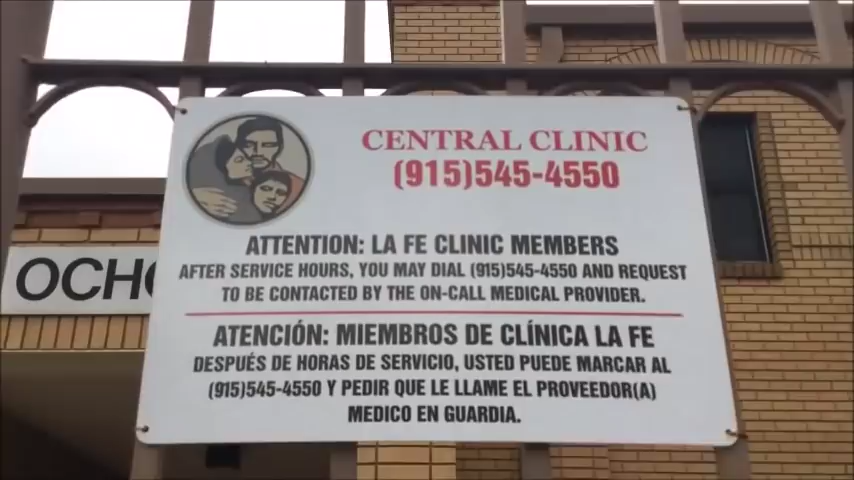 CENTRAL CLINIC
(915)545-4550
ATTENTION: LA FE CLINIC MEMBERS
AFTER SERVICE HOURS, YOU MAY DIAL (915)545-4550 AND REQUEST
TO BE CONTACTED BY THE ON-CALL MEDICAL PROVIDER.
ATENCIÓN: MIEMBROS DE CLÍNICA LA FE
DESPUÉS DE HORAS DE SERVICIO, USTED PUEDE MARCAR AL
(915)545-4550 Y PEDIR QUE LE LLAME EL PROVEEDOR(A)
MEDICO EN GUARDIA.
OCHO